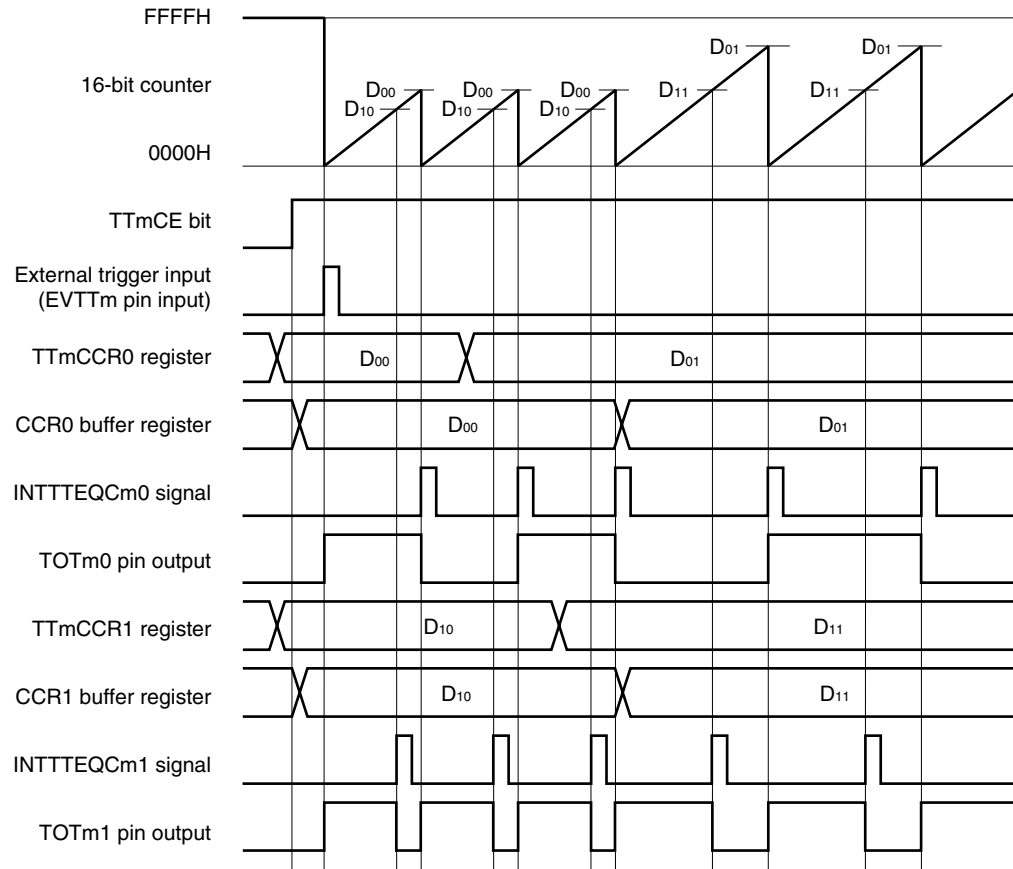 FFFFH
16-bit counter
0000H
D00 D00 D00 D01 D01
D10 D10 D10 D11 D11
TTmCE bit
External trigger input
(EVTTm pin input)
TTmCCR0 register D00 D01
CCR0 buffer register D00 D01
INTTTEQCm0 signal
TOTm0 pin output
TTmCCR1 register D10 D11
CCR1 buffer register D10 D11
INTTTEQCm1 signal
TOTm1 pin output